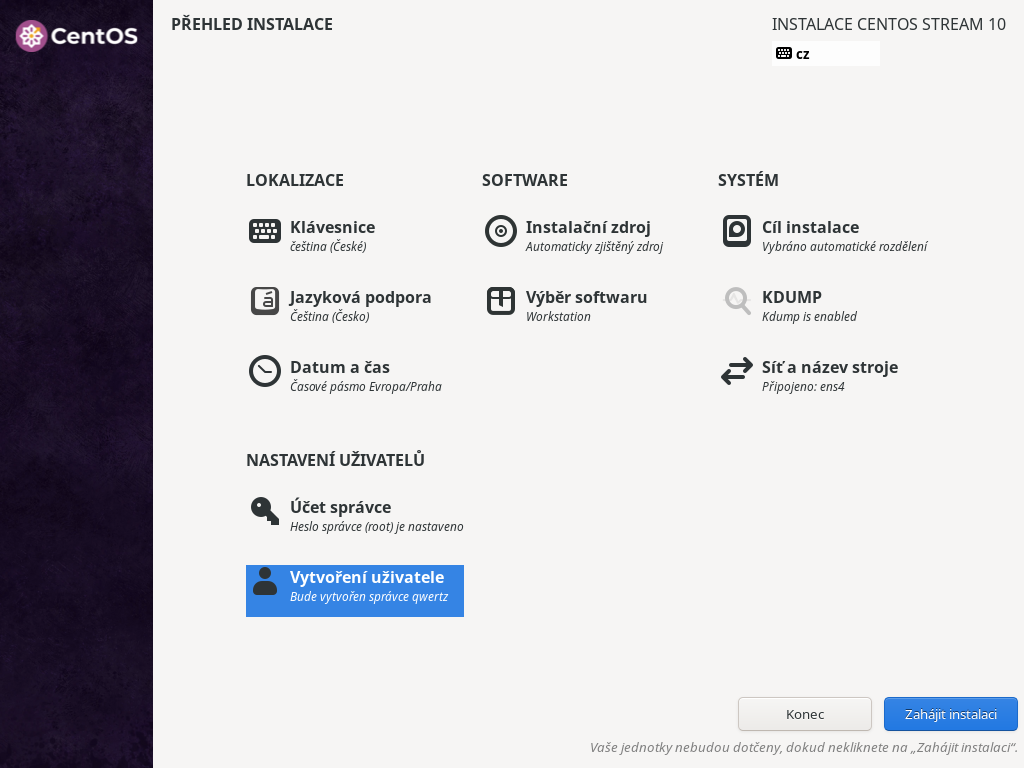 CentOS
PŘEHLED INSTALACE
INSTALACE CENTOS STREAM 10
cz
LOKALIZACE
Klávesnice
čeština (České)
Jazyková podpora
Čeština (Česko)
Datum a čas
Časové pásmo Evropa/Praha
SOFTWARE
Instalační zdroj
Automaticky zjištěný zdroj
Výběr softwaru
Workstation
SYSTÉM
Cíl instalace
Vybráno automatické rozdělení
KDUMP
Kdump is enabled
Síť a název stroje
Připojeno: ens4
NASTAVENÍ UŽIVATELŮ
Účet správce
Heslo správce (root) je nastaveno
Vytvoření uživatele
Bude vytvořen správce qwertz
Konec
Zahájit instalaci
Vaše jednotky nebudou dotčeny, dokud nekliknete na „Zahájit instalaci“.